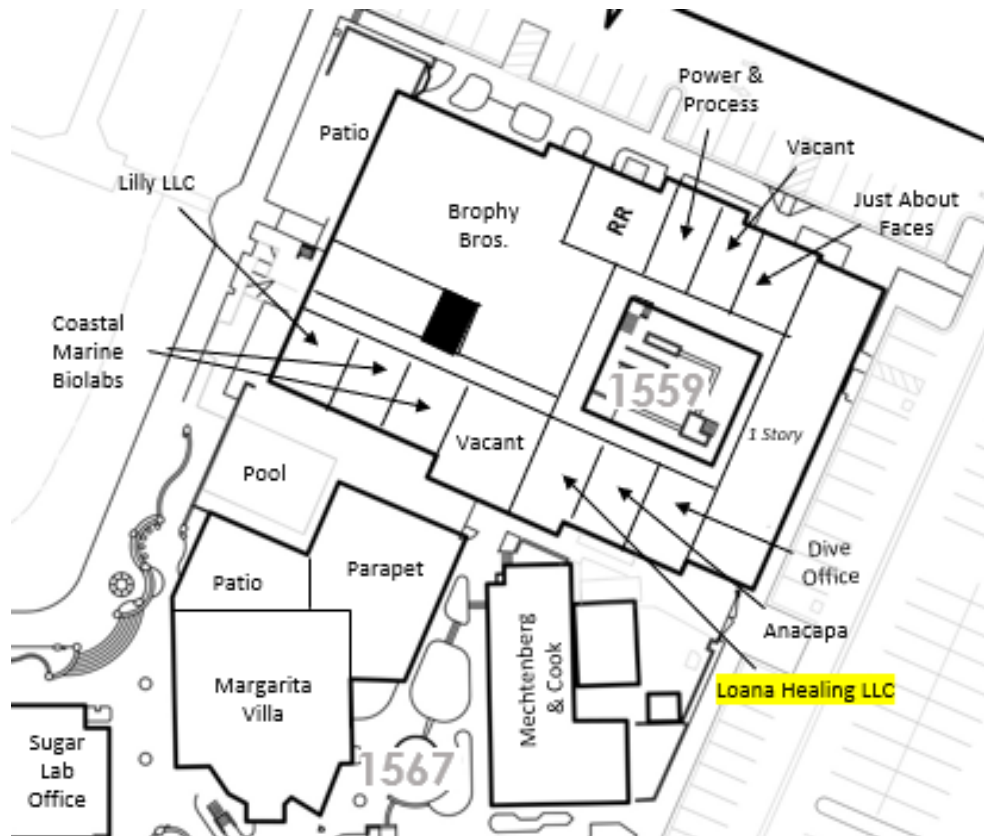 Power &
Process
Patio
Vacant
Lilly LLC
Just About
Faces
Brophy
Bros.
RR
Coastal
Marine
Biolabs
1559
1 Story
Vacant
Pool
Dive
Office
Patio
Parapet
Anacapa
Mechtenberg
& Cook
Loana Healing LLC
Margarita
Villa
Sugar
Lab
Office
1567